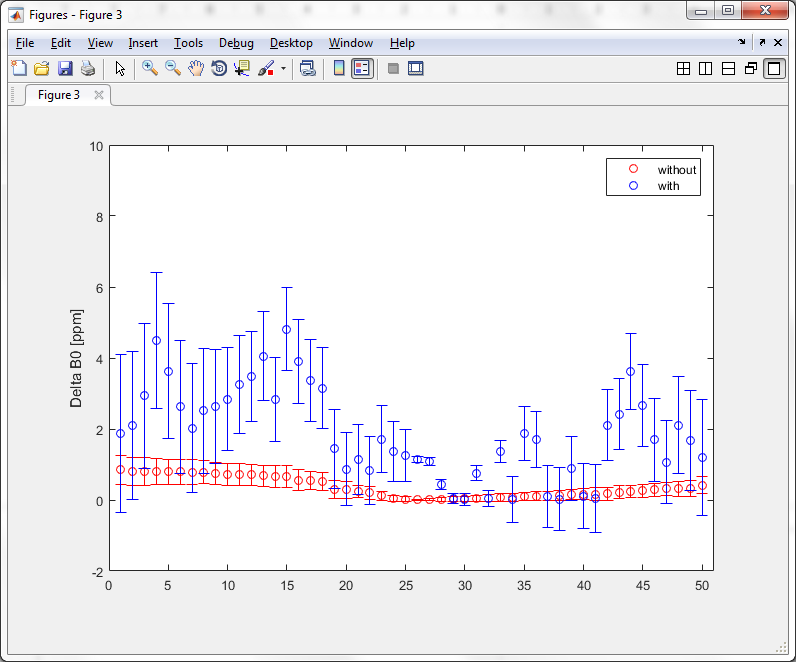 Figures - Figure 3
File Edit View Insert Tools Debug Desktop Window Help
Figure 3
10
8
6
4
2
0
-2
Delta B0 [ppm]
without
with
0 5 10 15 20 25 30 35 40 45 50